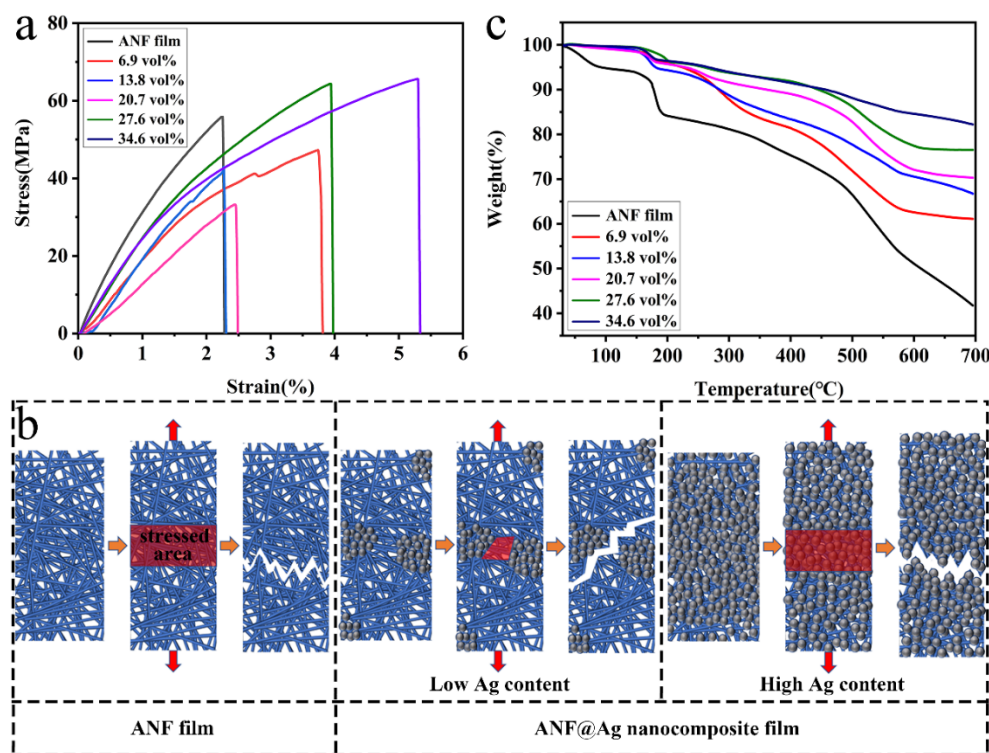 a
80
60
40
20
0
Stress(MPa)
ANF film
6.9 vol%
13.8 vol%
20.7 vol%
27.6 vol%
34.6 vol%
0 1 2 3 4 5 6
Strain(%)
c
100
90
80
70
60
50
40
Weight(%)
ANF film
6.9 vol%
13.8 vol%
20.7 vol%
27.6 vol%
34.6 vol%
100 200 300 400 500 600 700
Temperature(°C)
b
stressed
area
Low Ag content
High Ag content
ANF film
ANF@Ag nanocomposite film